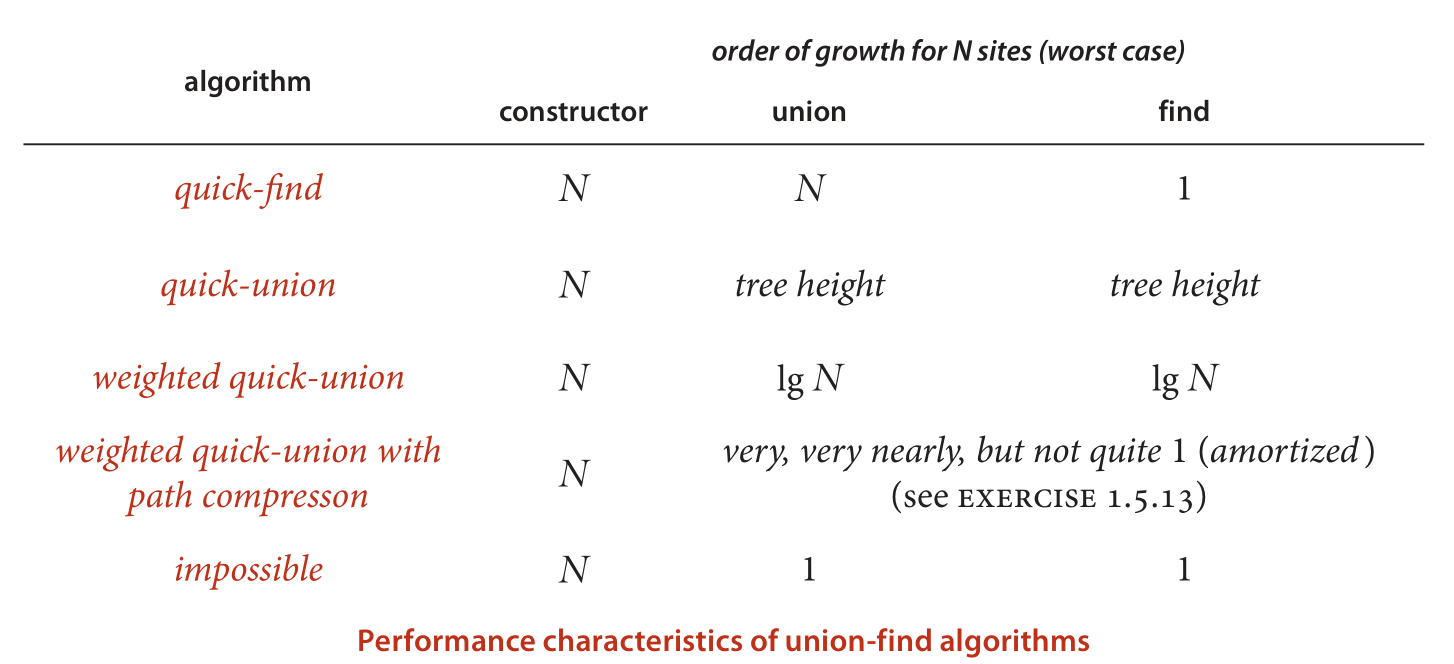 order of growth for N sites (worst case)
algorithm
constructor union find
quick-find N N 1
quick-union N tree height tree height
weighted quick-union N lg N lg N
weighted quick-union with
path compresson N very, very nearly, but not quite 1 (amortized)
(see EXERCISE 1.5.13)
impossible N 1 1
Performance characteristics of union-find algorithms